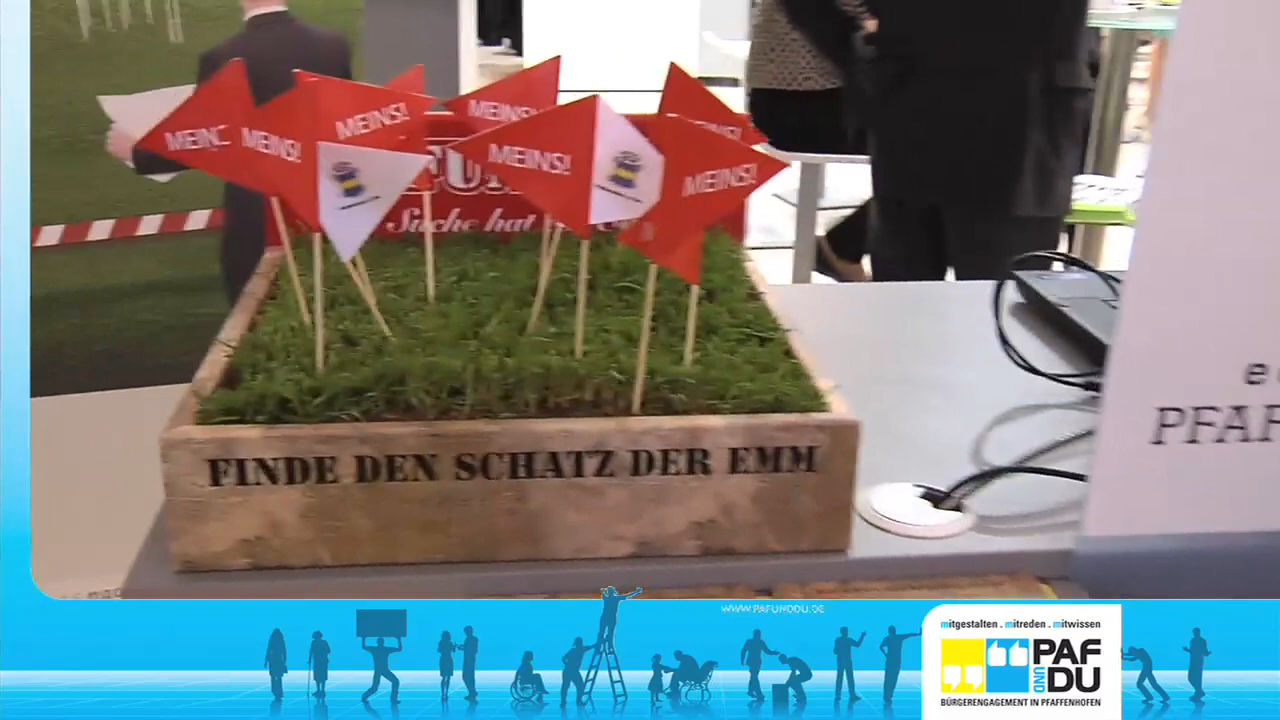 MEINS!
MEINS!
MEINS!
MEINS!
MEINS!
Suche hat
FINDE DEN SCHATZ DER EMM
PFAF
WWW.PAFUNDDU.DE
mitgestalten . mitreden . mitwissen
PAF
UND
DU
BÜRGERENGAGEMENT IN PFAFFENHOFEN